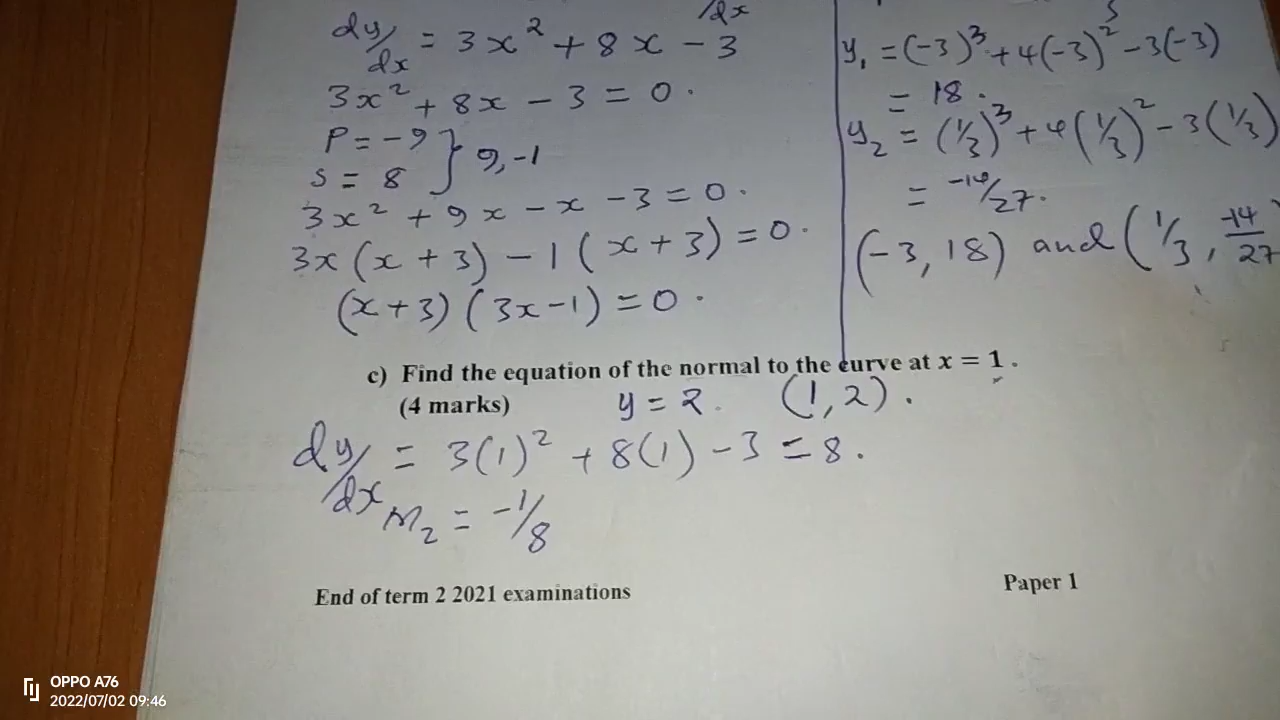 dy/dx = 3x² + 8x - 3
3x² + 8x - 3 = 0.
P = -9
S = 8 } 9, -1
3x² + 9x - x - 3 = 0.
3x(x + 3) - 1(x + 3) = 0.
(x + 3)(3x - 1) = 0.
/dx
y₁ = (-3)³ + 4(-3)² - 3(-3)
= 18.
y₂ = (1/3)³ + 4(1/3)² - 3(1/3)
= -14/27.
(-3, 18) and (1/3, -14/27)
c) Find the equation of the normal to the curve at x = 1.
(4 marks) y = 2. (1, 2).
dy/dx = 3(1)² + 8(1) - 3 = 8.
M₂ = -1/8
End of term 2 2021 examinations Paper 1
OPPO A76
2022/07/02 09:46